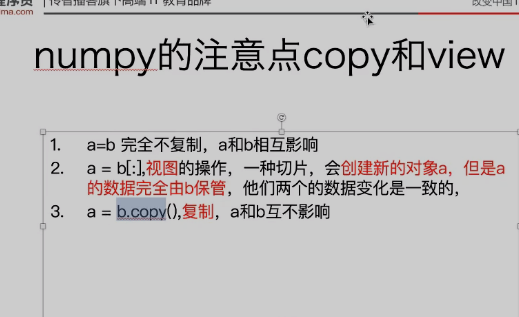 传智播客旗下高端IT教育品牌
改变中国I
ma.com
numpy的注意点copy和view
1. a=b 完全不复制，a和b相互影响
2. a = b[:],视图的操作，一种切片，会创建新的对象a，但是a
的数据完全由b保管，他们两个的数据变化是一致的，
3. a = b.copy(),复制，a和b互不影响